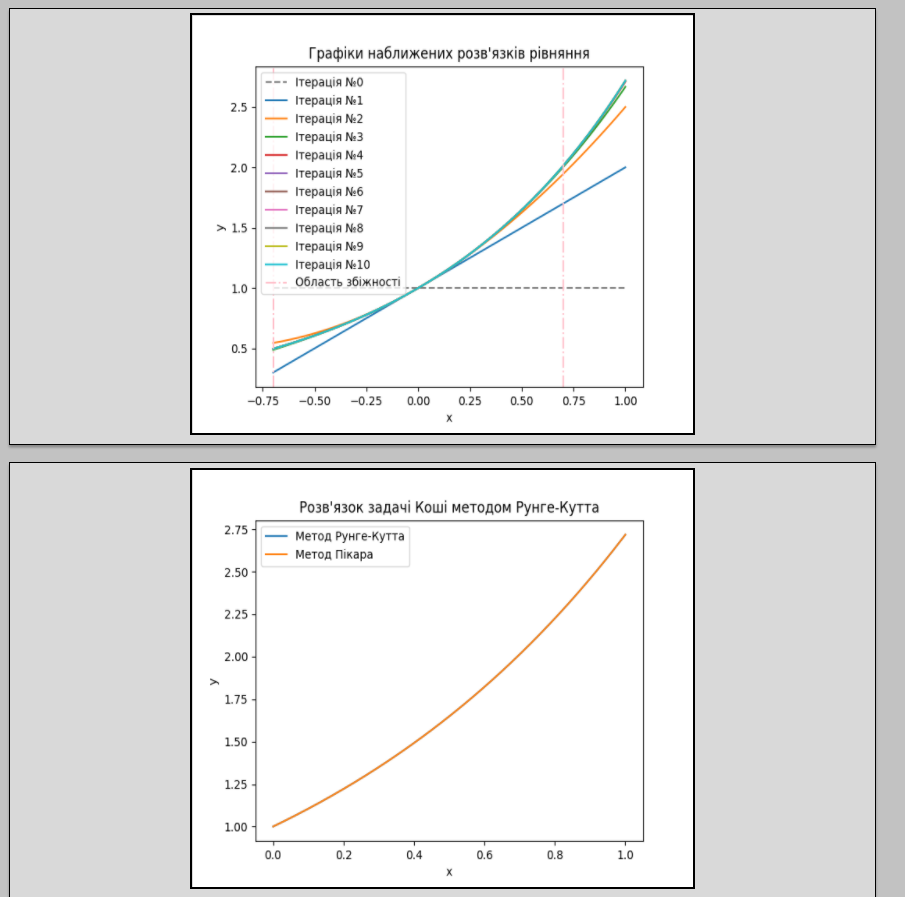 Графіки наближених розв'язків рівняння
Ітерація №0
Ітерація №1
Ітерація №2
Ітерація №3
Ітерація №4
Ітерація №5
Ітерація №6
Ітерація №7
Ітерація №8
Ітерація №9
Ітерація №10
Область збіжності
y
2.5
2.0
1.5
1.0
0.5
−0.75 −0.50 −0.25 0.00 0.25 0.50 0.75 1.00
x
Розв'язок задачі Коші методом Рунге-Кутта
Метод Рунге-Кутта
Метод Пікара
y
2.75
2.50
2.25
2.00
1.75
1.50
1.25
1.00
0.0 0.2 0.4 0.6 0.8 1.0
x